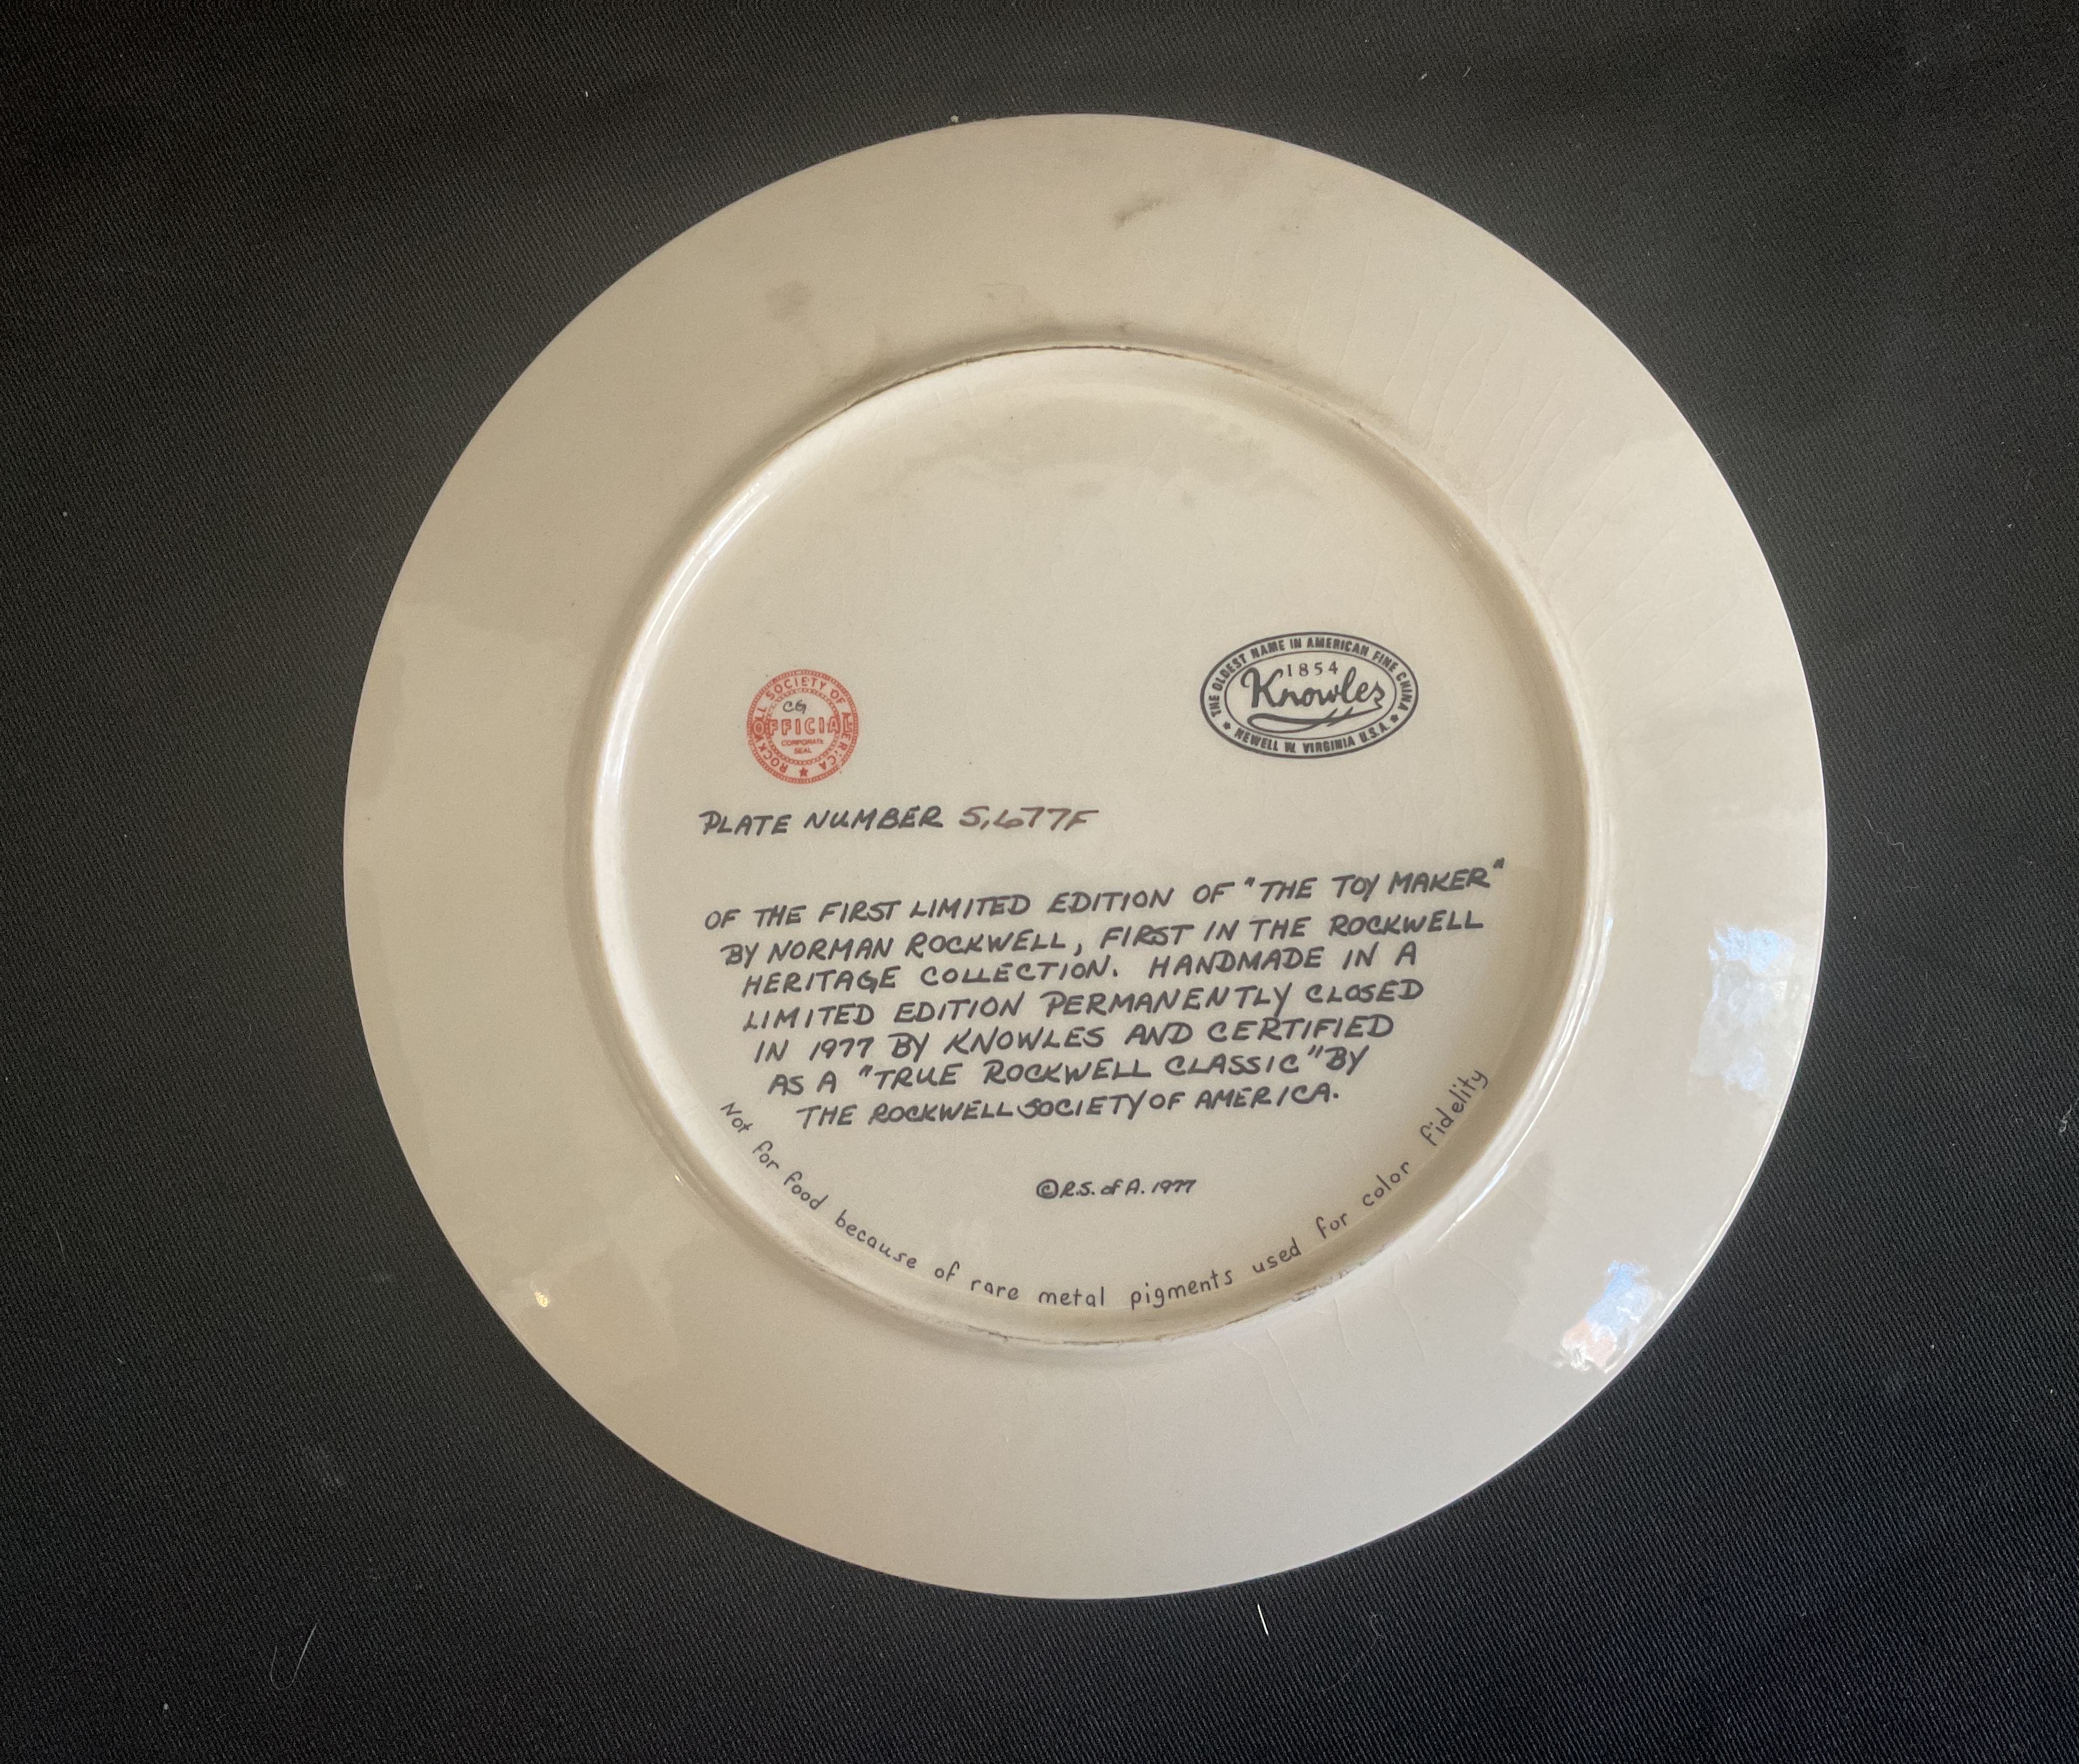 ROCKWELL SOCIETY OF AMERICA
CG
OFFICIAL
CORPORATE
SEAL
THE OLDEST NAME IN AMERICAN FINE CHINA
1854
Knowles
NEWELL W. VIRGINIA U.S.A.
PLATE NUMBER 5,677F
OF THE FIRST LIMITED EDITION OF "THE TOY MAKER"
BY NORMAN ROCKWELL, FIRST IN THE ROCKWELL
HERITAGE COLLECTION. HANDMADE IN A
LIMITED EDITION PERMANENTLY CLOSED
IN 1977 BY KNOWLES AND CERTIFIED
AS A "TRUE ROCKWELL CLASSIC" BY
THE ROCKWELL SOCIETY OF AMERICA.
©R.S. of A. 1977
Not for food because of rare metal pigments used for color fidelity